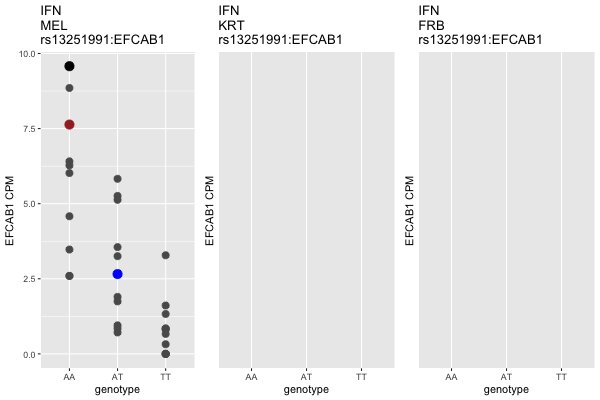 IFN
MEL
rs13251991:EFCAB1
EFCAB1 CPM
10.0
7.5
5.0
2.5
0.0
AA AT TT
genotype
IFN
KRT
rs13251991:EFCAB1
EFCAB1 CPM
AA AT TT
genotype
IFN
FRB
rs13251991:EFCAB1
EFCAB1 CPM
AA AT TT
genotype